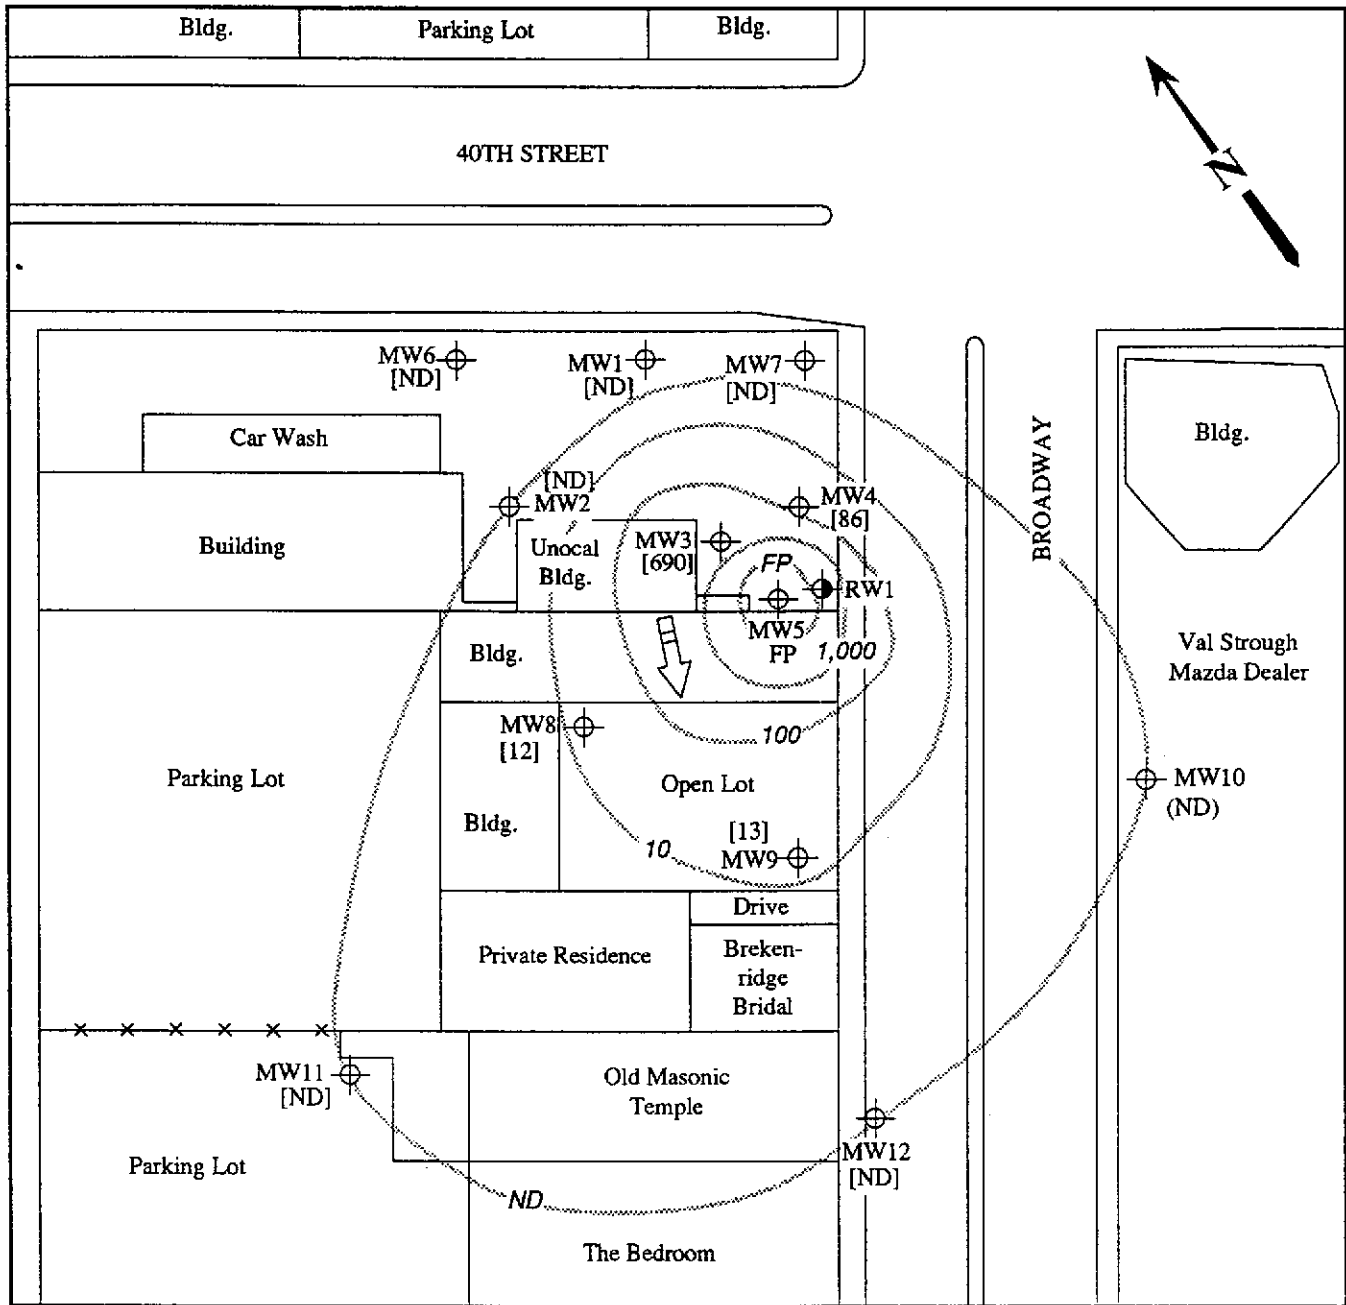 Bldg.
Parking Lot
Bldg.
40TH STREET
N
MW6
[ND]
MW1
[ND]
MW7
[ND]
Car Wash
BROADWAY
Bldg.
[ND]
MW2
MW4
[86]
Building
Unocal
Bldg.
MW3
[690]
FP
RW1
MW5
FP
1,000
Bldg.
Val Strough
Mazda Dealer
MW8
[12]
100
Parking Lot
Open Lot
MW10
(ND)
Bldg.
10
[13]
MW9
Drive
Private Residence
Breken-
ridge
Bridal
MW11
[ND]
Old Masonic
Temple
MW12
[ND]
Parking Lot
ND
The Bedroom